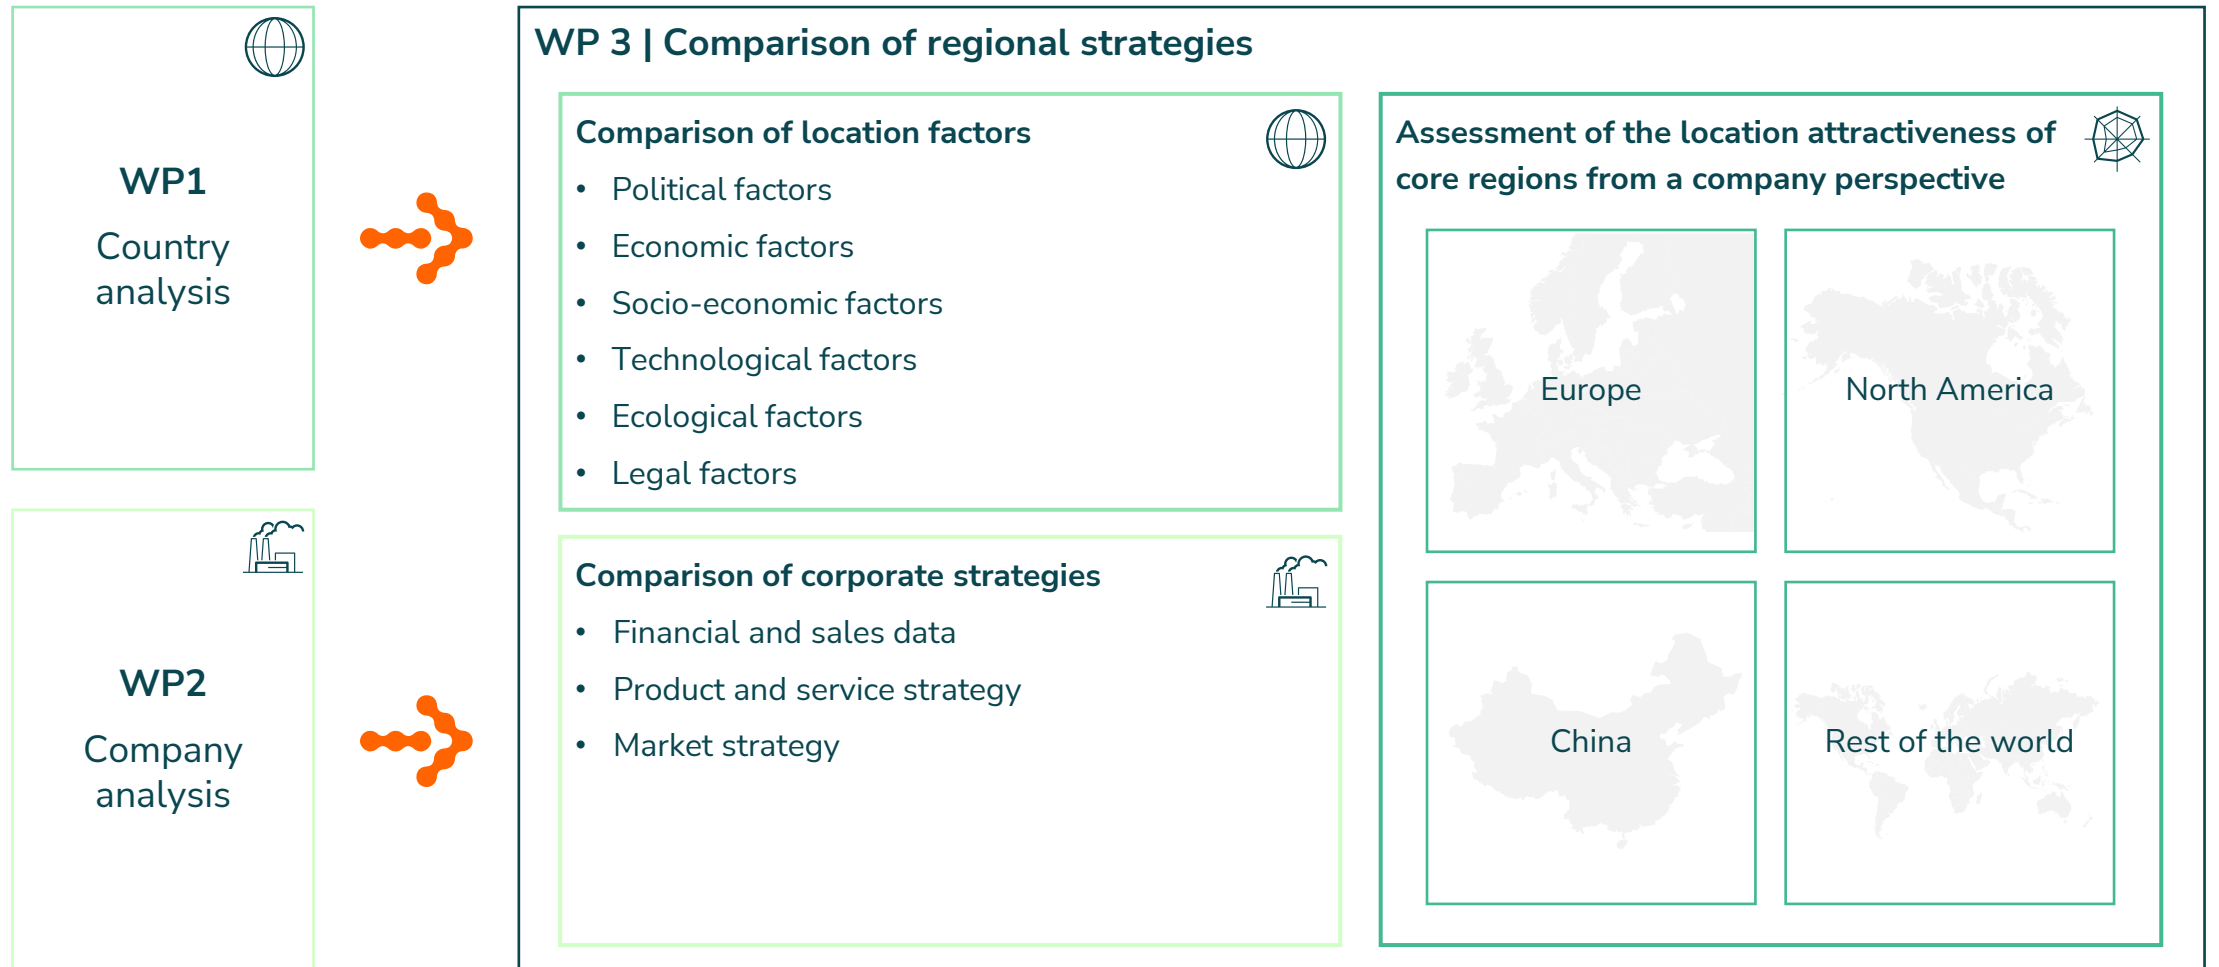 WP1
Country
analysis
WP2
Company
analysis
WP 3 | Comparison of regional strategies
Comparison of location factors
• Political factors
• Economic factors
• Socio-economic factors
• Technological factors
• Ecological factors
• Legal factors
Comparison of corporate strategies
• Financial and sales data
• Product and service strategy
• Market strategy
Assessment of the location attractiveness of
core regions from a company perspective
Europe
North America
China
Rest of the world